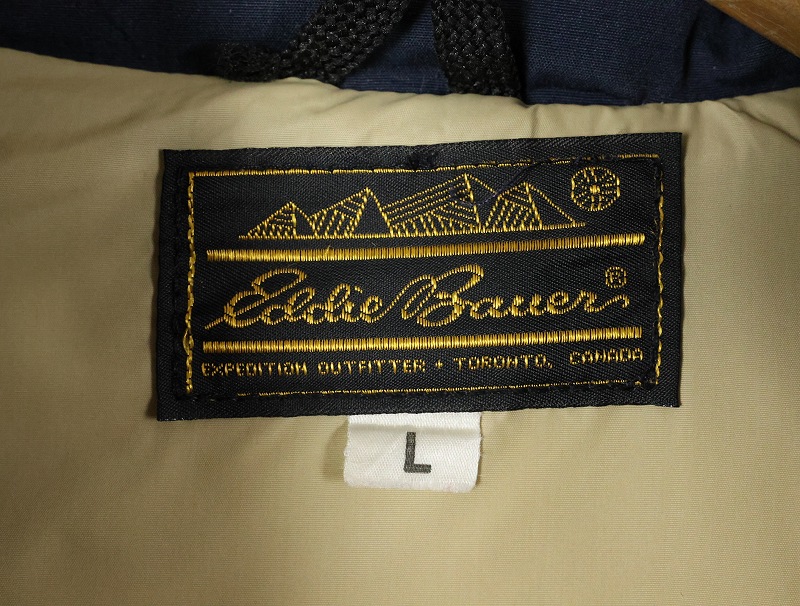 Eddie Bauer®
EXPEDITION OUTFITTER • TORONTO, CANADA
L